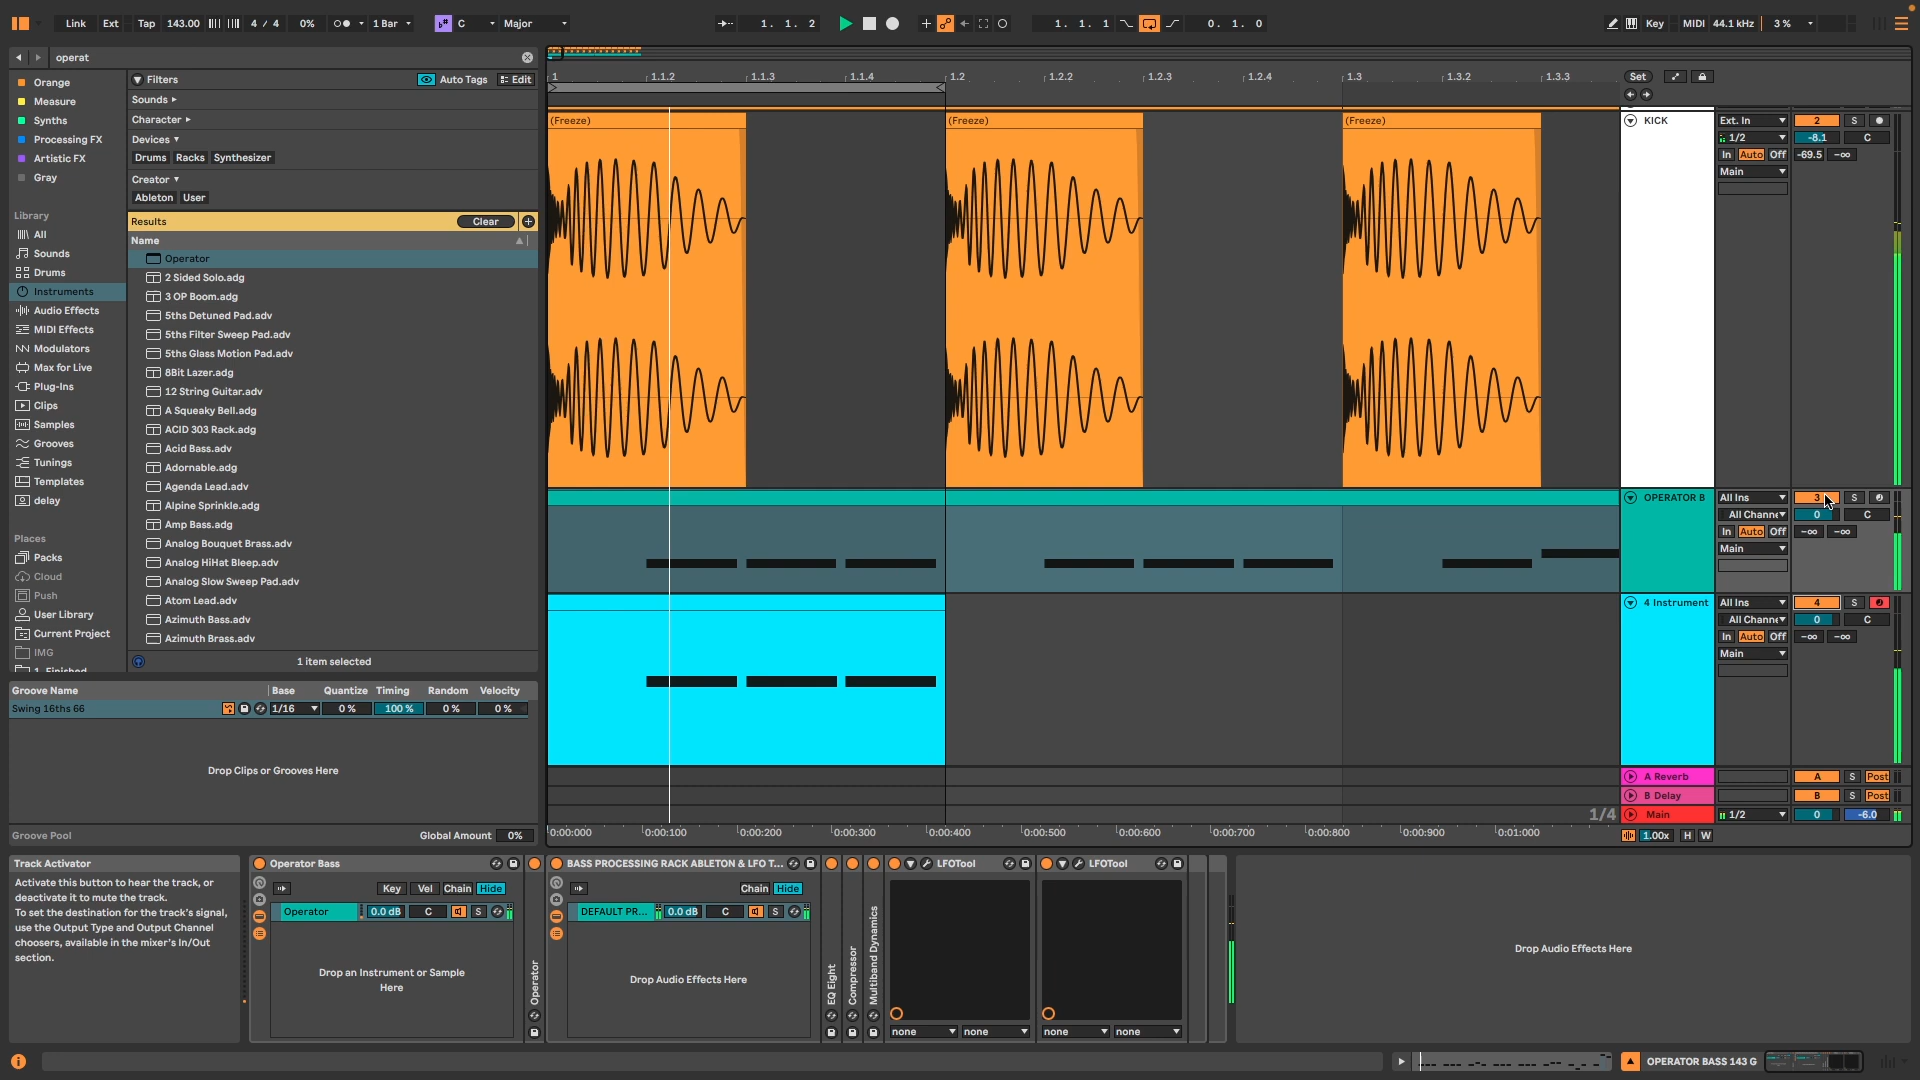 Link Ext Tap 143.00 4 / 4 0% 1 Bar C Major 1. 1. 2 1. 1. 1 0. 1. 0 Key MIDI 44.1 kHz 3 %
operat
Orange
Measure
Synths
Processing FX
Artistic FX
Gray
Library
All
Sounds
Drums
Instruments
Audio Effects
MIDI Effects
Modulators
Max for Live
Plug-Ins
Clips
Samples
Grooves
Tunings
Templates
delay
Places
Packs
Cloud
Push
User Library
Current Project
IMG
1. Finished
Filters Auto Tags Edit
Sounds
Character
Devices
Drums Racks Synthesizer
Creator
Ableton User
Results Clear
Name
Operator
2 Sided Solo.adg
3 OP Boom.adg
5ths Detuned Pad.adv
5ths Filter Sweep Pad.adv
5ths Glass Motion Pad.adv
8Bit Lazer.adg
12 String Guitar.adv
A Squeaky Bell.adg
ACID 303 Rack.adg
Acid Bass.adv
Adornable.adg
Agenda Lead.adv
Alpine Sprinkle.adg
Amp Bass.adg
Analog Bouquet Brass.adv
Analog HiHat Bleep.adv
Analog Slow Sweep Pad.adv
Atom Lead.adv
Azimuth Bass.adv
Azimuth Brass.adv
1 item selected
Groove Name Base Quantize Timing Random Velocity
Swing 16ths 66 1/16 0 % 100 % 0 % 0 %
Drop Clips or Grooves Here
Groove Pool Global Amount 0%
1 1.1.2 1.1.3 1.1.4 1.2 1.2.2 1.2.3 1.2.4 1.3 1.3.2 1.3.3 Set
(Freeze) (Freeze) (Freeze)
KICK Ext. In 2 S
1/2 -8.1 C
In Auto Off -69.5 -∞
Main
OPERATOR B All Ins 3 S
All Channe 0 C
In Auto Off -∞ -∞
Main
4 Instrument All Ins 4 S
All Channe 0 C
In Auto Off -∞ -∞
Main
A Reverb A S Post
B Delay B S Post
1/4 Main 1/2 0 -6.0
0:00:000 0:00:100 0:00:200 0:00:300 0:00:400 0:00:500 0:00:600 0:00:700 0:00:800 0:00:900 0:01:000 1.00x H W
Track Activator
Activate this button to hear the track, or
deactivate it to mute the track.
To set the destination for the track's signal,
use the Output Type and Output Channel
choosers, available in the mixer's In/Out
section.
Operator Bass
Key Vel Chain Hide
Operator 0.0 dB C S
Drop an Instrument or Sample
Here
Operator
BASS PROCESSING RACK ABLETON & LFO T...
Chain Hide
DEFAULT PR... 0.0 dB C S
Drop Audio Effects Here
EQ Eight
Compressor
Multiband Dynamics
LFOTool
none none
LFOTool
none none
Drop Audio Effects Here
OPERATOR BASS 143 G